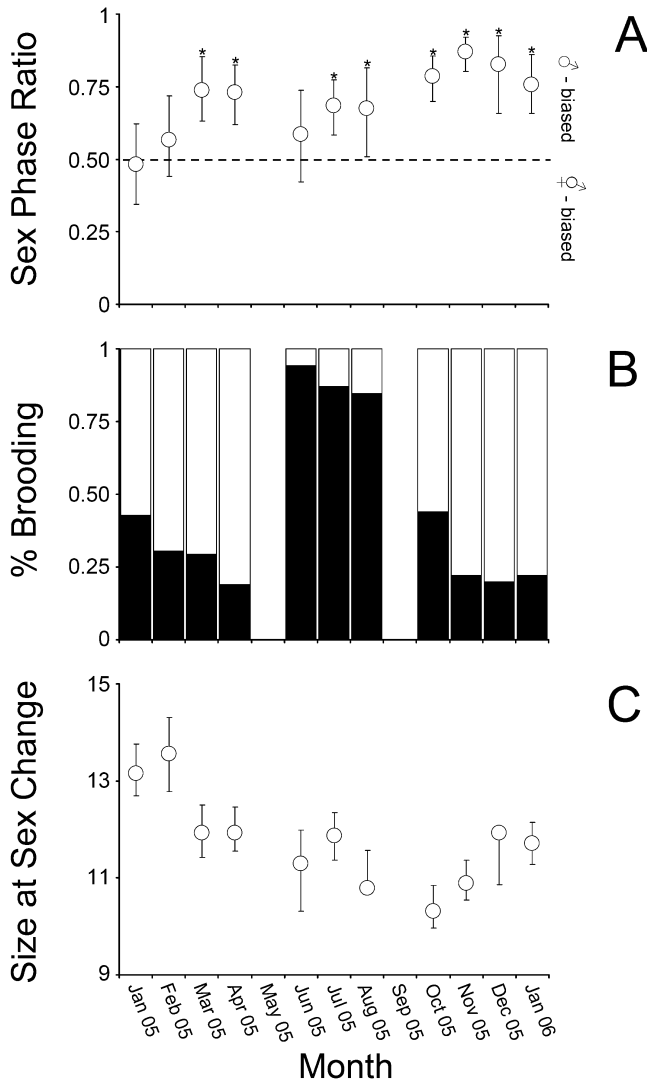 A
Sex Phase Ratio
1
0.75
0.50
0.25
0
* * * * * * * * *
♂ - biased
⚥ - biased
B
% Brooding
1
0.75
0.50
0.25
0
C
Size at Sex Change
15
13
11
9
Jan 05
Feb 05
Mar 05
Apr 05
May 05
Jun 05
Jul 05
Aug 05
Sep 05
Oct 05
Nov 05
Dec 05
Jan 06
Month